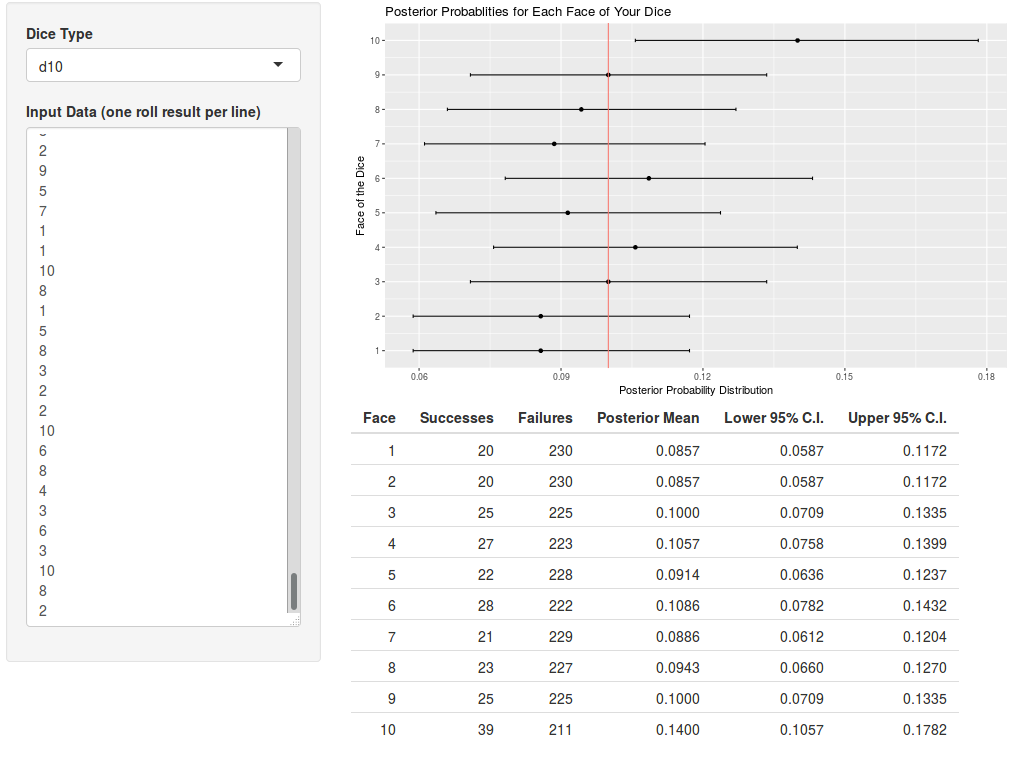 Dice Type
d10
Input Data (one roll result per line)
2
9
5
7
1
1
10
8
1
5
8
3
2
2
10
6
8
4
3
6
3
10
8
2
Posterior Probablities for Each Face of Your Dice
Face of the Dice
10
9
8
7
6
5
4
3
2
1
0.06 0.09 0.12 0.15 0.18
Posterior Probability Distribution
Face Successes Failures Posterior Mean Lower 95% C.I. Upper 95% C.I.
1 20 230 0.0857 0.0587 0.1172
2 20 230 0.0857 0.0587 0.1172
3 25 225 0.1000 0.0709 0.1335
4 27 223 0.1057 0.0758 0.1399
5 22 228 0.0914 0.0636 0.1237
6 28 222 0.1086 0.0782 0.1432
7 21 229 0.0886 0.0612 0.1204
8 23 227 0.0943 0.0660 0.1270
9 25 225 0.1000 0.0709 0.1335
10 39 211 0.1400 0.1057 0.1782